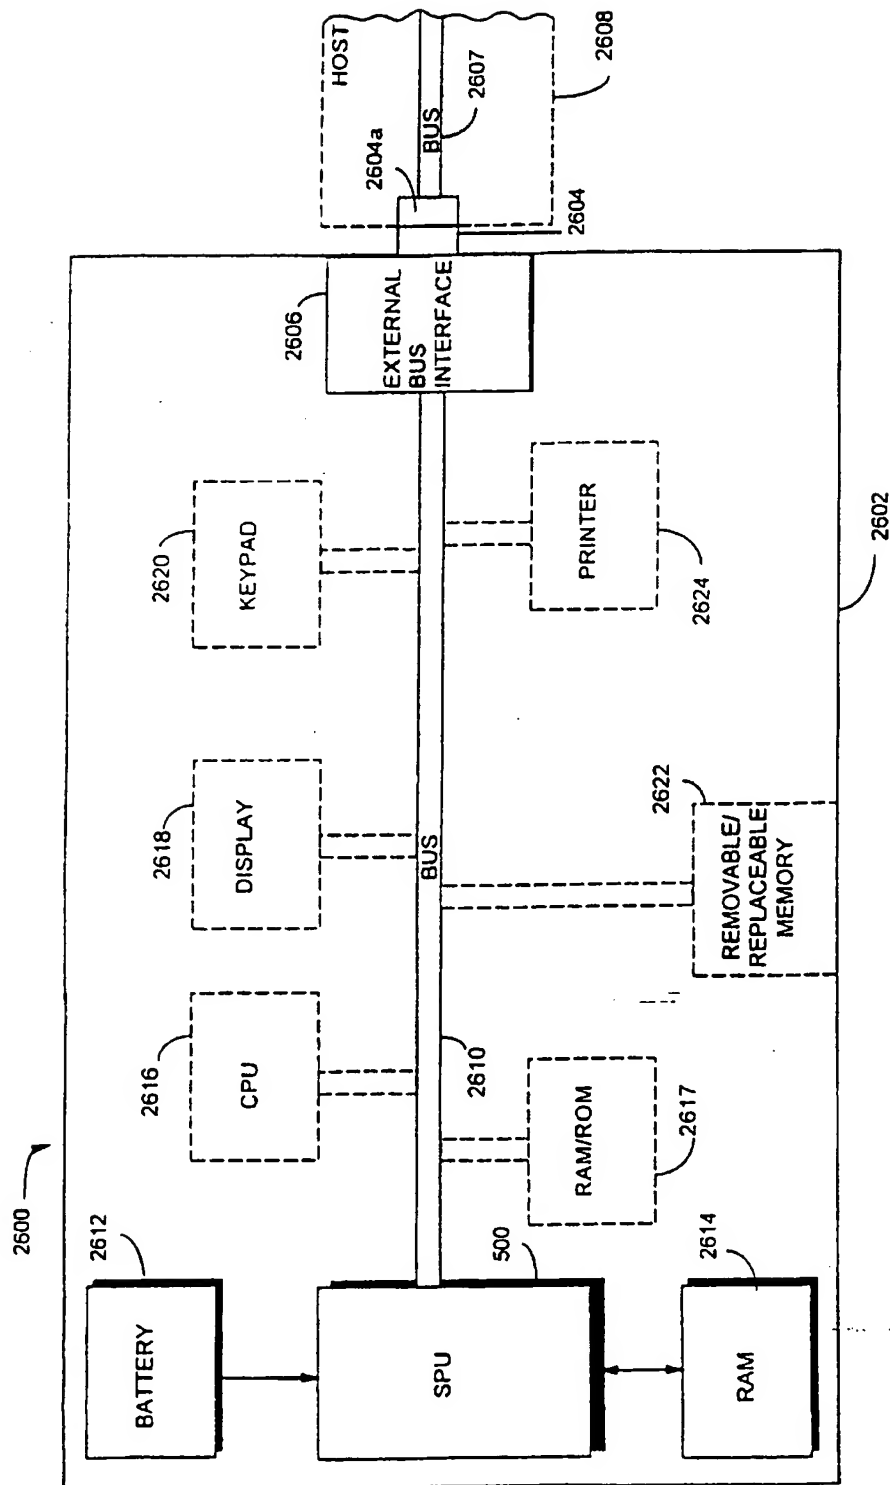 2600
BATTERY
2612
SPU
500
RAM
2614
CPU
2616
RAM/ROM
2617
2610
BUS
DISPLAY
2618
REMOVABLE/
REPLACEABLE
MEMORY
2622
KEYPAD
2620
PRINTER
2624
2602
EXTERNAL
BUS
INTERFACE
2606
2604
2604a
HOST
BUS
2607
2608